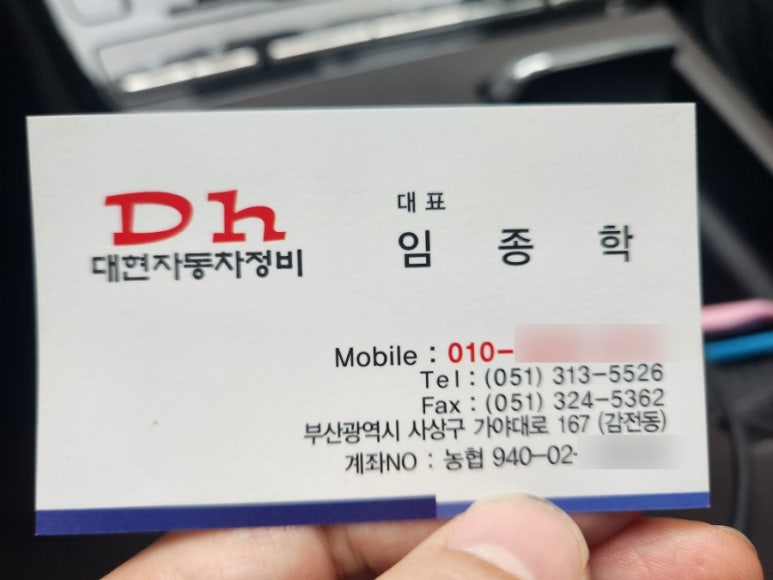 Dh
대현자동차정비
대표
임종학
Mobile : 010-
Tel : (051) 313-5526
Fax : (051) 324-5362
부산광역시 사상구 가야대로 167 (감전동)
계좌NO : 농협 940-02-